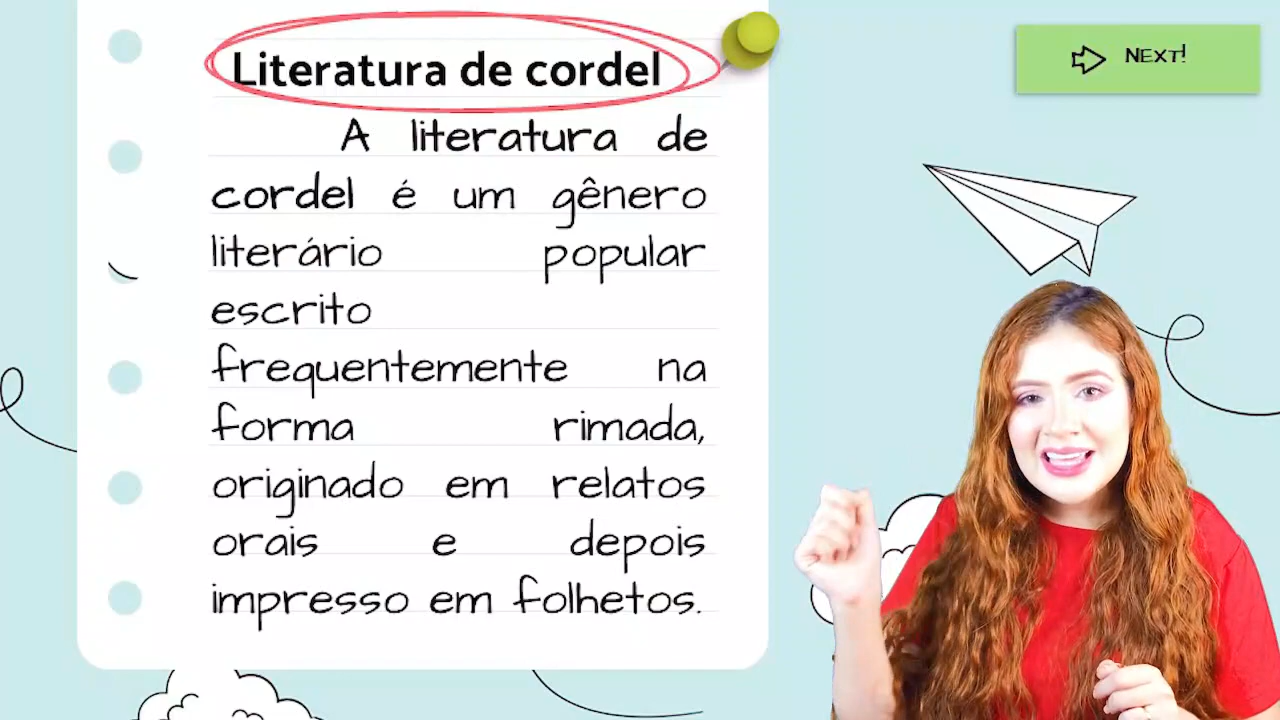 Literatura de cordel
NEXT!
A literatura de
cordel é um gênero
literário popular
escrito
frequentemente na
forma rimada,
originado em relatos
orais e depois
impresso em folhetos.